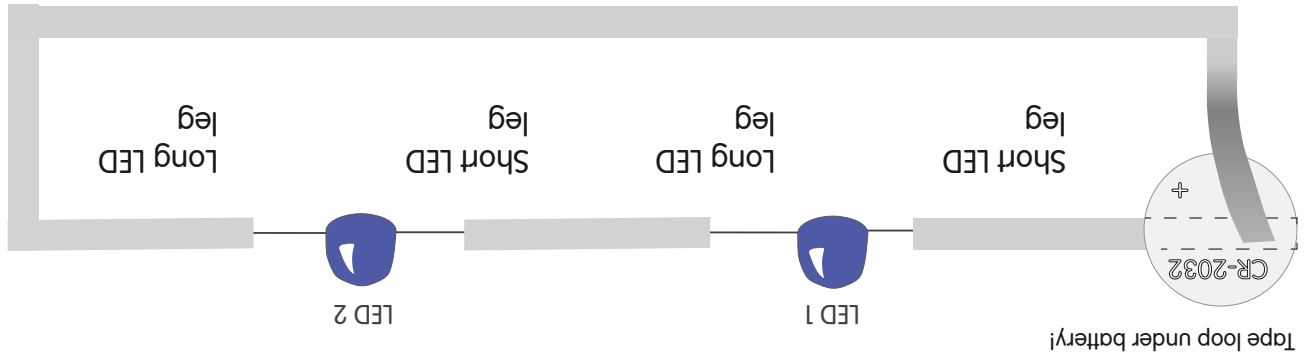 Tape loop under battery!
LED 1
LED 2
CR-2032
+
Short LED
leg
Long LED
leg
Short LED
leg
Long LED
leg